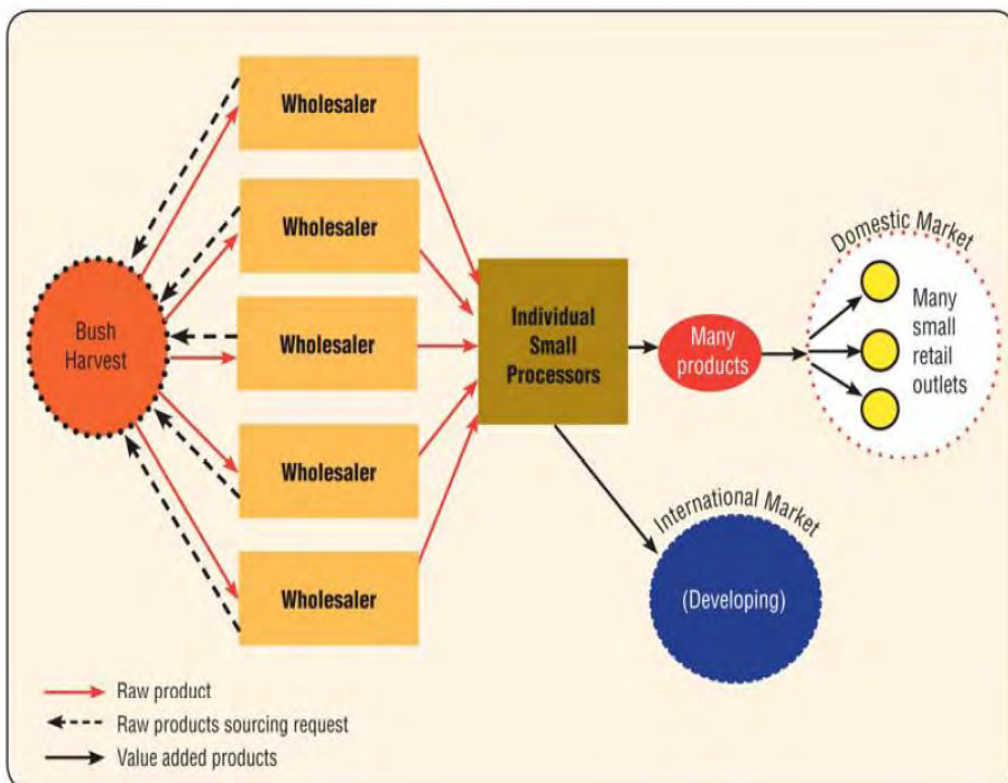 Wholesaler
Wholesaler
Bush
Harvest
Wholesaler
Wholesaler
Wholesaler
Individual
Small
Processors
Many
products
Domestic Market
Many
small
retail
outlets
International Market
(Developing)
Raw product
Raw products sourcing request
Value added products